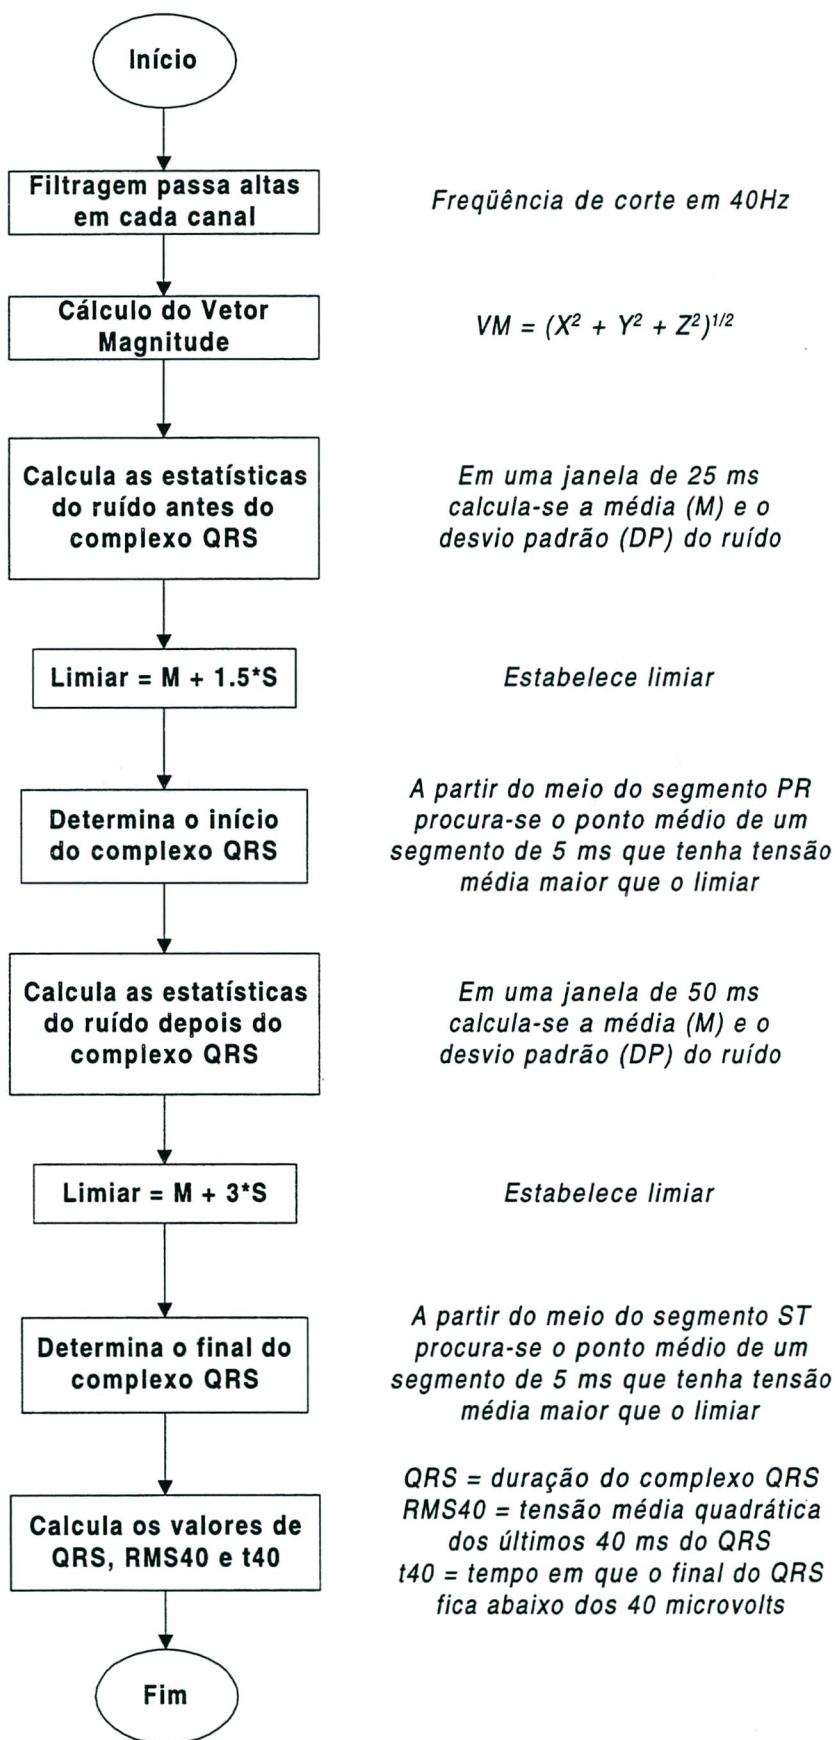 Início
Filtragem passa altas
em cada canal
Freqüência de corte em 40Hz
Cálculo do Vetor
Magnitude
VM = (X² + Y² + Z²)^1/2
Calcula as estatísticas
do ruído antes do
complexo QRS
Em uma janela de 25 ms
calcula-se a média (M) e o
desvio padrão (DP) do ruído
Limiar = M + 1.5*S
Estabelece limiar
Determina o início
do complexo QRS
A partir do meio do segmento PR
procura-se o ponto médio de um
segmento de 5 ms que tenha tensão
média maior que o limiar
Calcula as estatísticas
do ruído depois do
complexo QRS
Em uma janela de 50 ms
calcula-se a média (M) e o
desvio padrão (DP) do ruído
Limiar = M + 3*S
Estabelece limiar
Determina o final do
complexo QRS
A partir do meio do segmento ST
procura-se o ponto médio de um
segmento de 5 ms que tenha tensão
média maior que o limiar
Calcula os valores de
QRS, RMS40 e t40
QRS = duração do complexo QRS
RMS40 = tensão média quadrática
dos últimos 40 ms do QRS
t40 = tempo em que o final do QRS
fica abaixo dos 40 microvolts
Fim